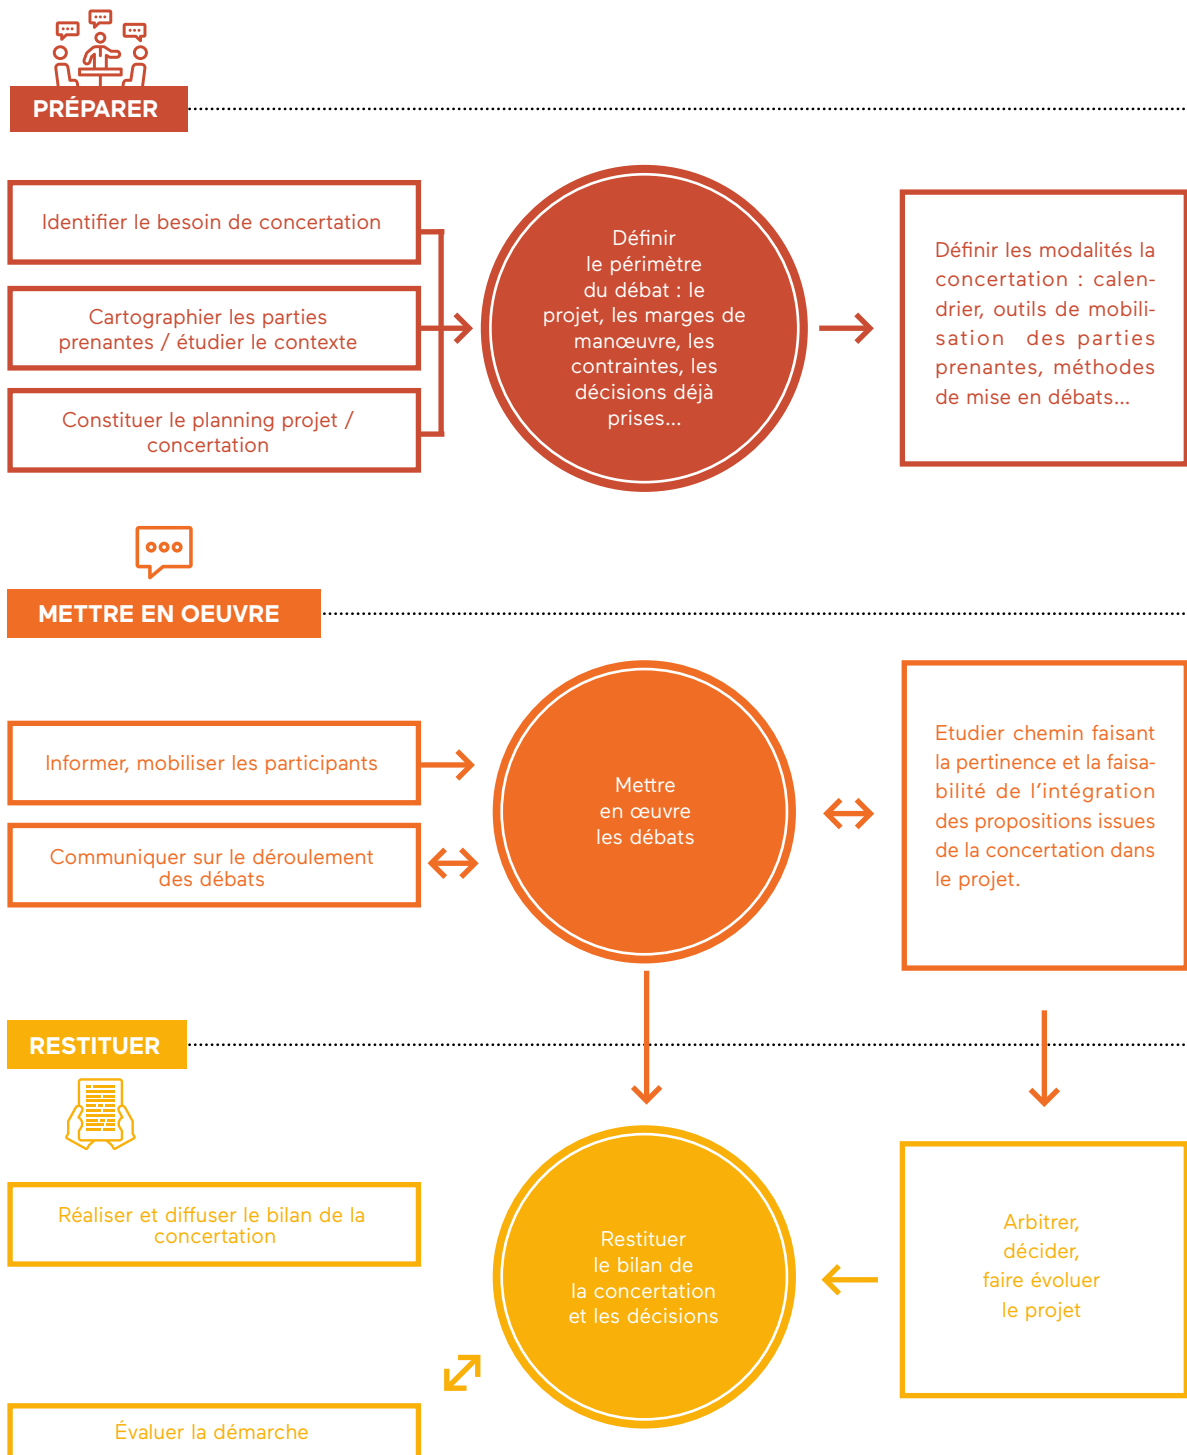 PRÉPARER
Identifier le besoin de concertation
Cartographier les parties
prenantes / étudier le contexte
Constituer le planning projet /
concertation
Définir
le périmètre
du débat : le
projet, les marges de
manœuvre, les
contraintes, les
décisions déjà
prises...
Définir les modalités la
concertation : calen-
drier, outils de mobili-
sation des parties
prenantes, méthodes
de mise en débats...
METTRE EN OEUVRE
Informer, mobiliser les participants
Communiquer sur le déroulement
des débats
Mettre
en œuvre
les débats
Etudier chemin faisant
la pertinence et la faisa-
bilité de l'intégration
des propositions issues
de la concertation dans
le projet.
RESTITUER
Réaliser et diffuser le bilan de la
concertation
Évaluer la démarche
Restituer
le bilan de
la concertation
et les décisions
Arbitrer,
décider,
faire évoluer
le projet